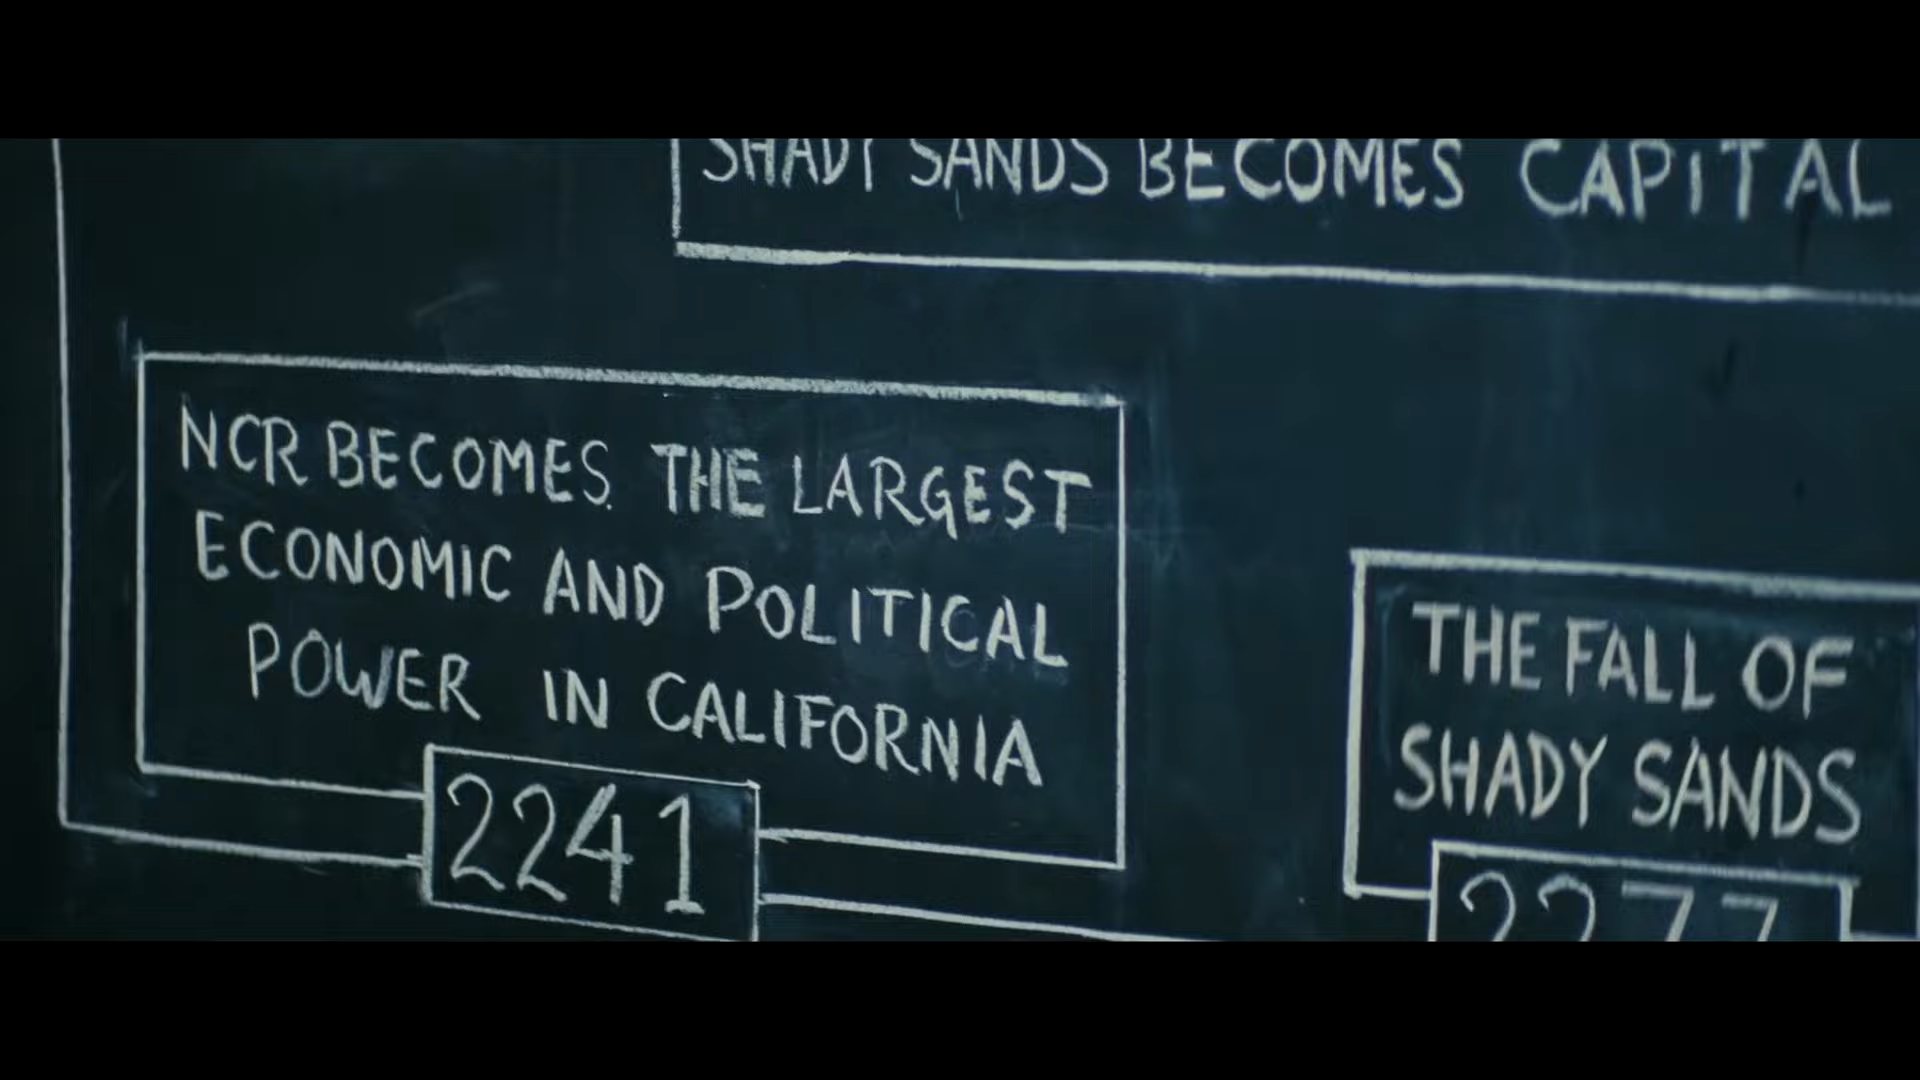 SHADY SANDS BECOMES CAPITAL
NCR BECOMES THE LARGEST
ECONOMIC AND POLITICAL
POWER IN CALIFORNIA
2241
THE FALL OF
SHADY SANDS
2277